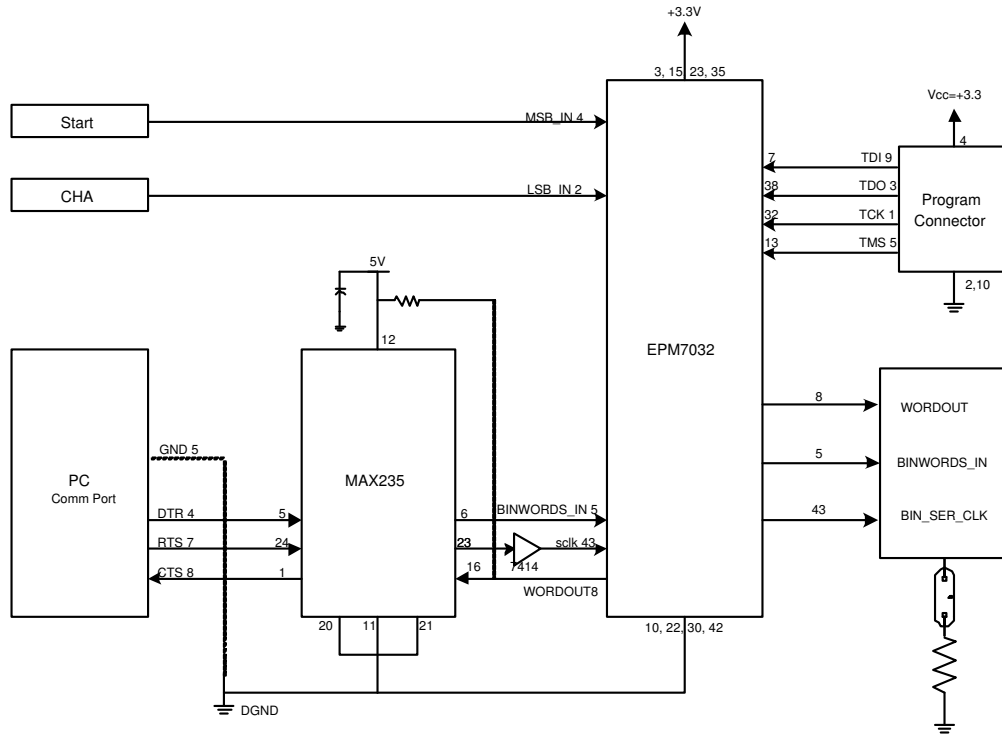 +3.3V
3, 15, 23, 35
Vcc=+3.3
4
Start
MSB_IN 4
7
TDI 9
CHA
LSB_IN 2
38
TDO 3
Program
Connector
32
TCK 1
13
TMS 5
5V
2,10
12
EPM7032
8
WORDOUT
GND 5
PC
Comm Port
MAX235
5
BINWORDS_IN
DTR 4
5
6
BINWORDS_IN 5
43
BIN_SER_CLK
RTS 7
24
23
7414
sclk 43
CTS 8
1
16
WORDOUT8
20
11
21
10, 22, 30, 42
DGND